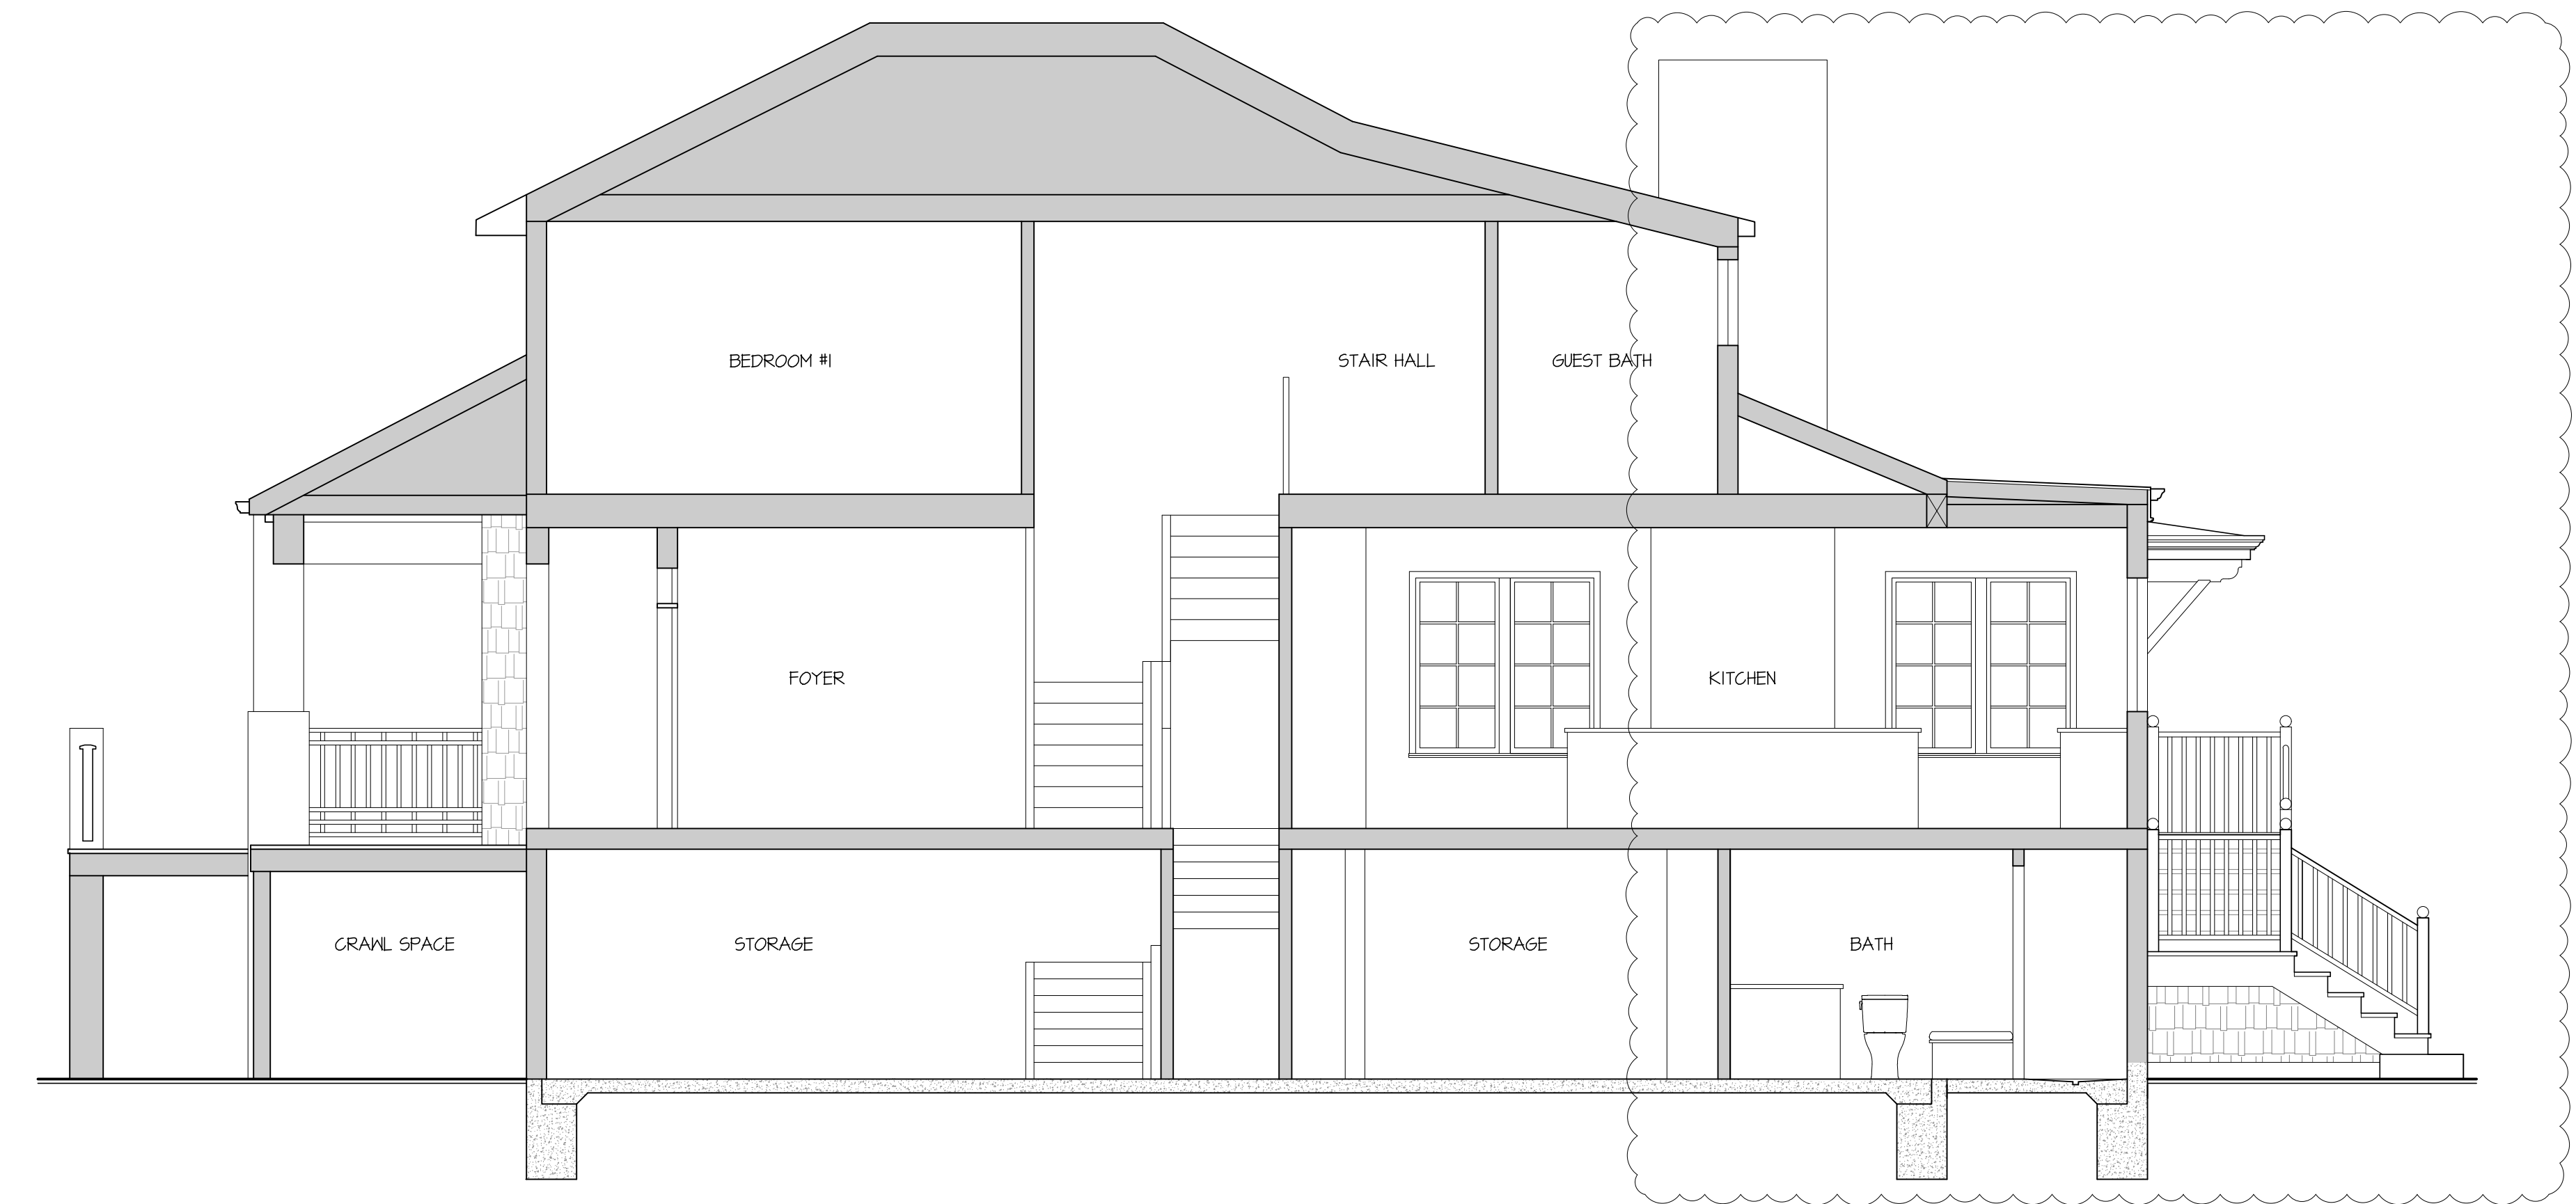 BEDROOM #1
STAIR HALL
GUEST BATH
FOYER
KITCHEN
CRAWL SPACE
STORAGE
STORAGE
BATH